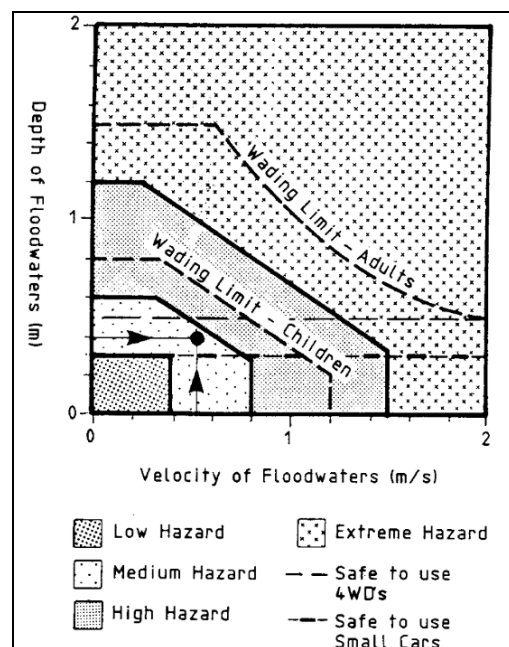 2
1
0
Depth of Floodwaters (m)
Wading Limit - Adults
Wading Limit - Children
0
1
2
Velocity of Floodwaters (m/s)
Low Hazard
Medium Hazard
High Hazard
Extreme Hazard
Safe to use
4WD's
Safe to use
Small Cars